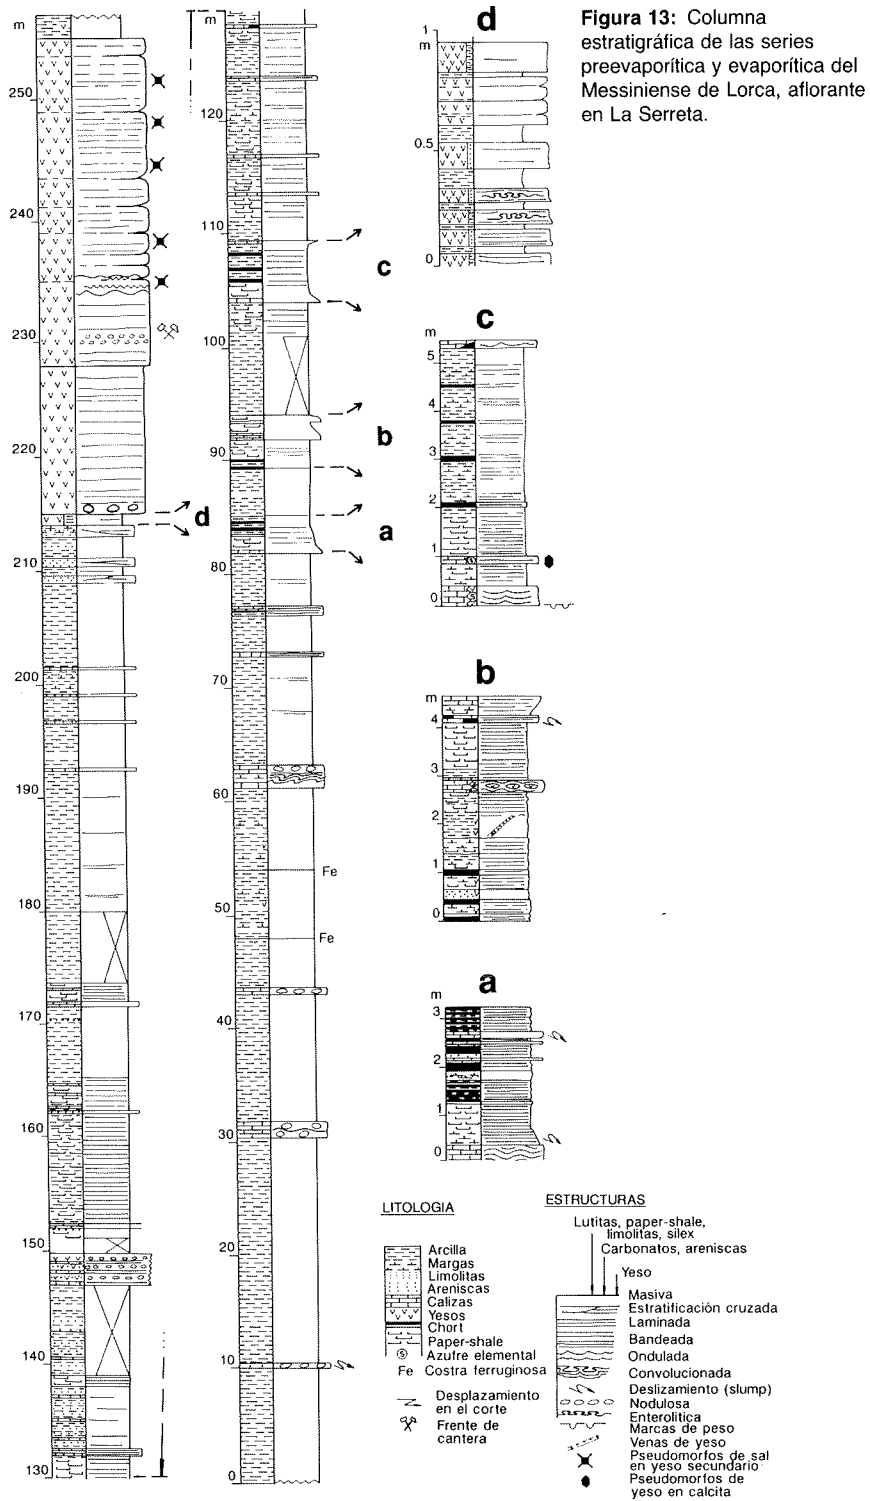 Figura 13: Columna
estratigráfica de las series
preevaporítica y evaporítica del
Messiniense de Lorca, aflorante
en La Serreta.
m
250
240
230
220
210
200
190
180
170
160
150
140
130
d
m
120
110
100
90
80
70
60
50
40
30
20
10
0
Fe
Fe
c
b
a
d
1
m
0.5
0
c
m
5
4
3
2
1
0
S
S
b
m
4
3
2
1
0
a
m
3
2
1
0
LITOLOGIA
Arcilla
Margas
Limolitas
Areniscas
Calizas
Yesos
Chort
Paper-shale
S Azufre elemental
Fe Costra ferruginosa
Desplazamiento
en el corte
Frente de
cantera
ESTRUCTURAS
Lutitas, paper-shale,
limolitas, silex
Carbonatos, areniscas
Yeso
Masiva
Estratificación cruzada
Laminada
Bandeada
Ondulada
Convolucionada
Deslizamiento (slump)
Nodulosa
Enterolítica
Marcas de peso
Venas de yeso
Pseudomorfos de sal
en yeso secundario
Pseudomorfos de
yeso en calcita